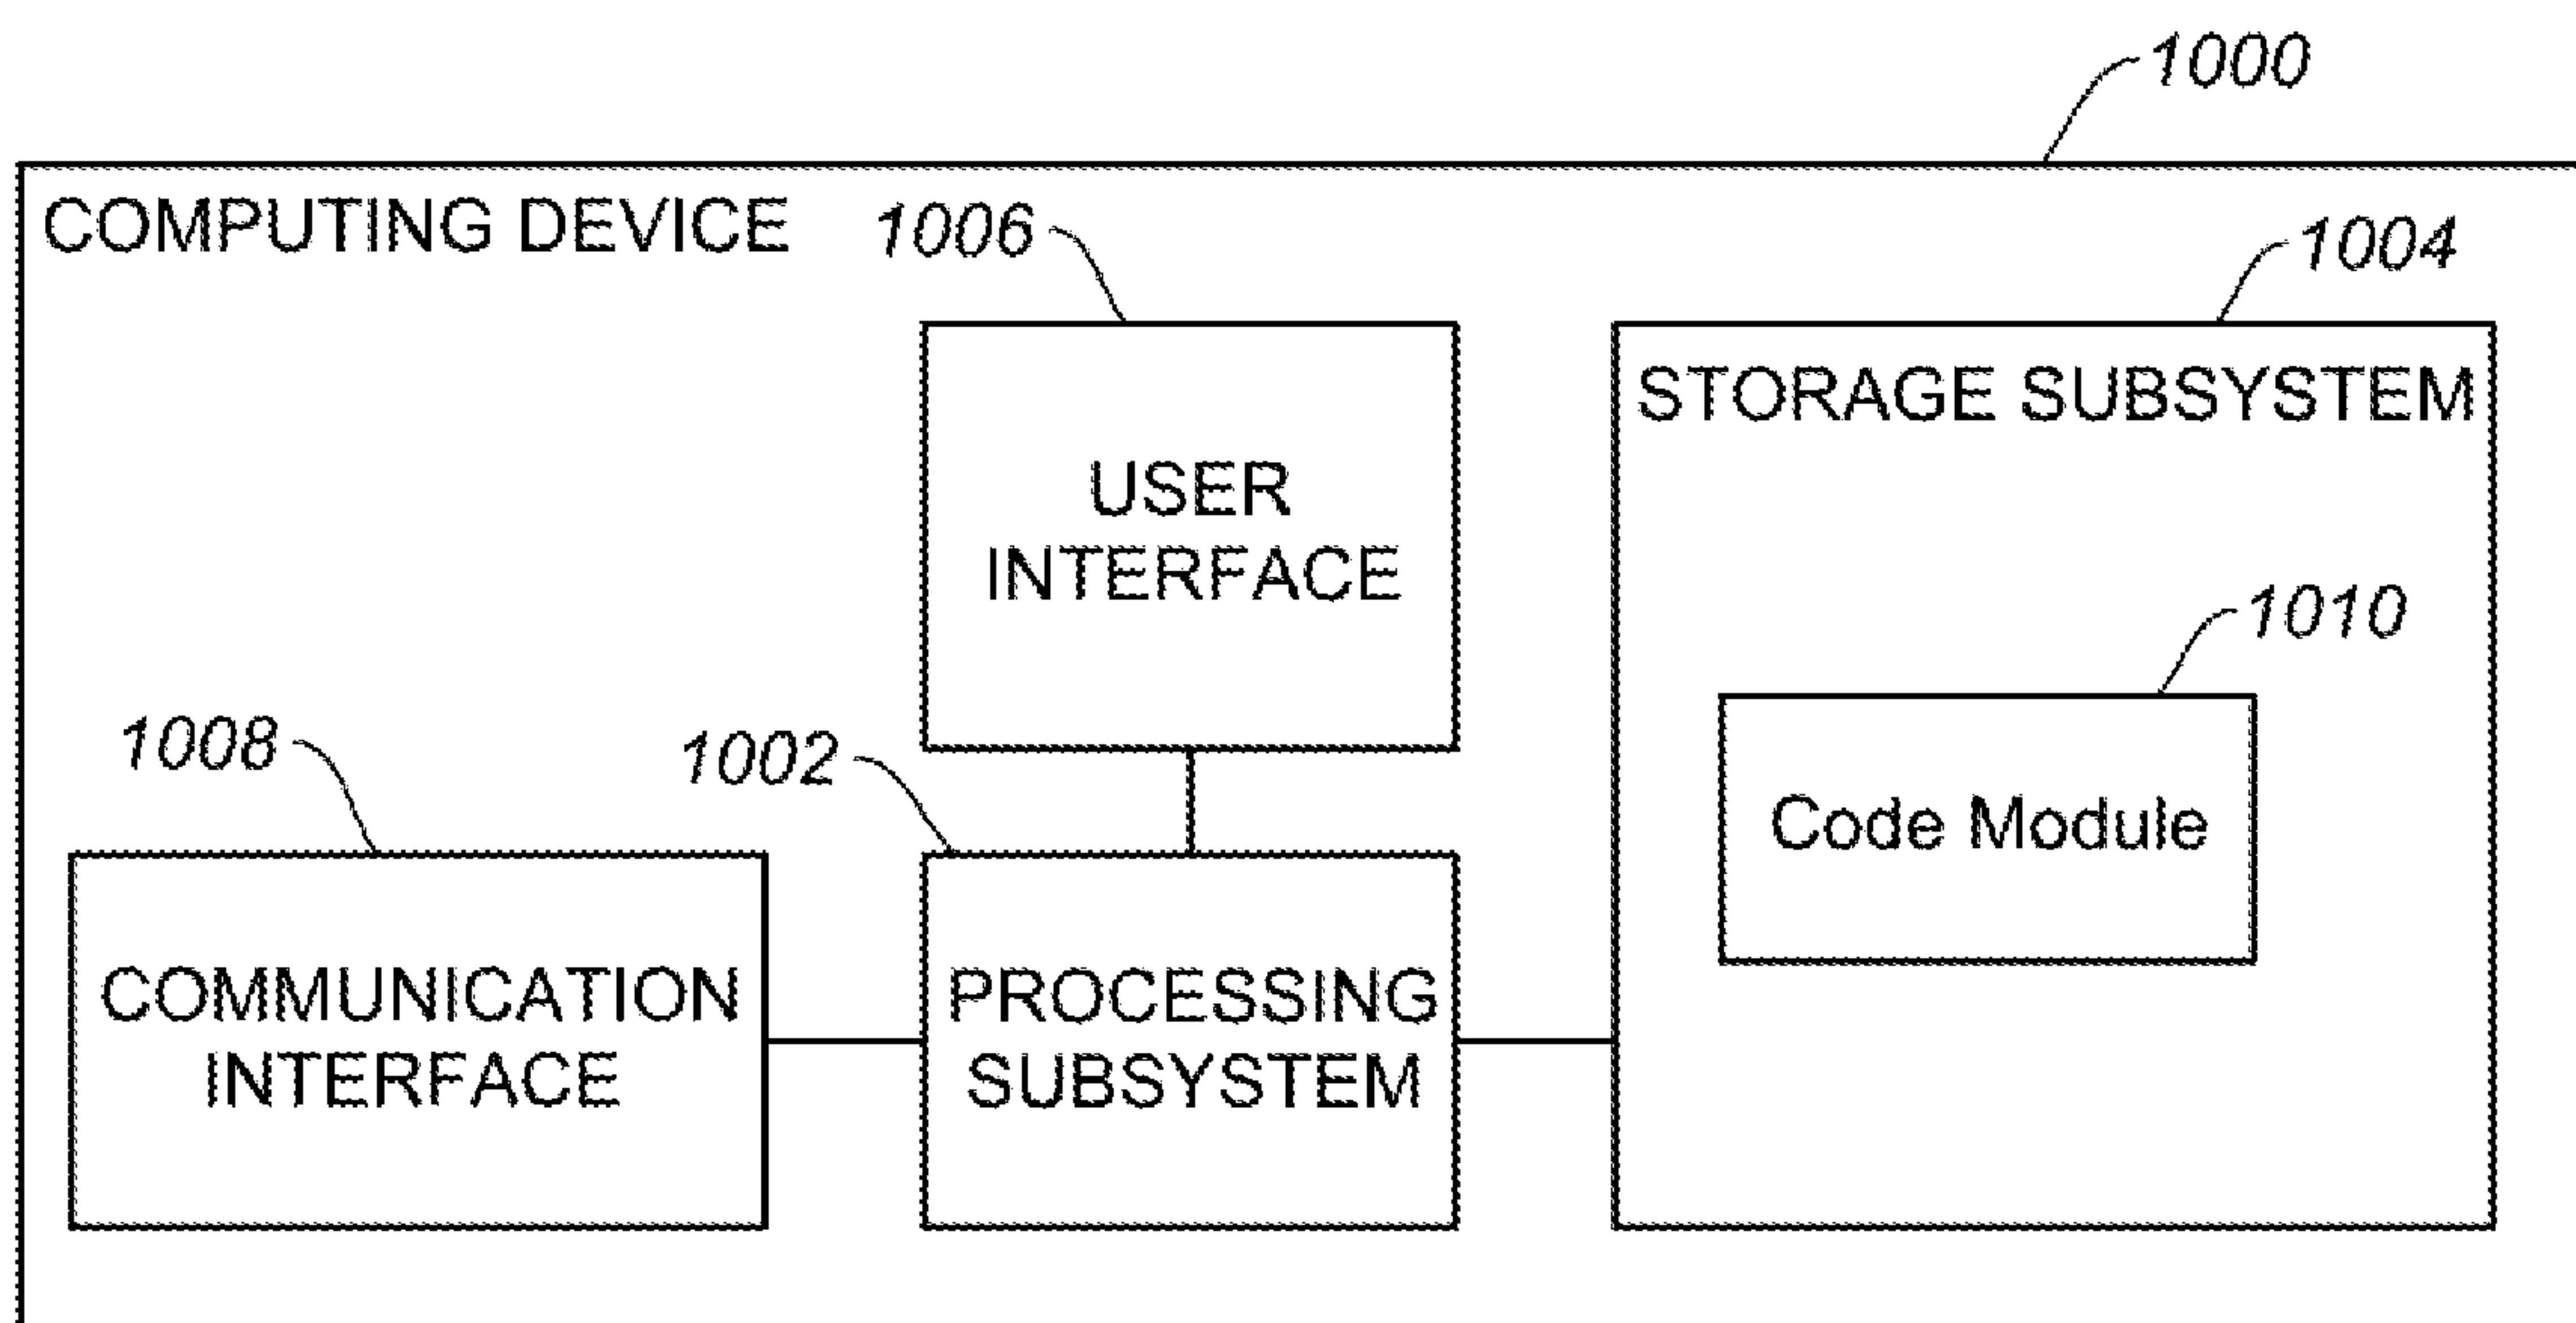 1000
COMPUTING DEVICE
1006
1004
STORAGE SUBSYSTEM
USER
INTERFACE
1010
Code Module
1008
1002
COMMUNICATION
INTERFACE
PROCESSING
SUBSYSTEM